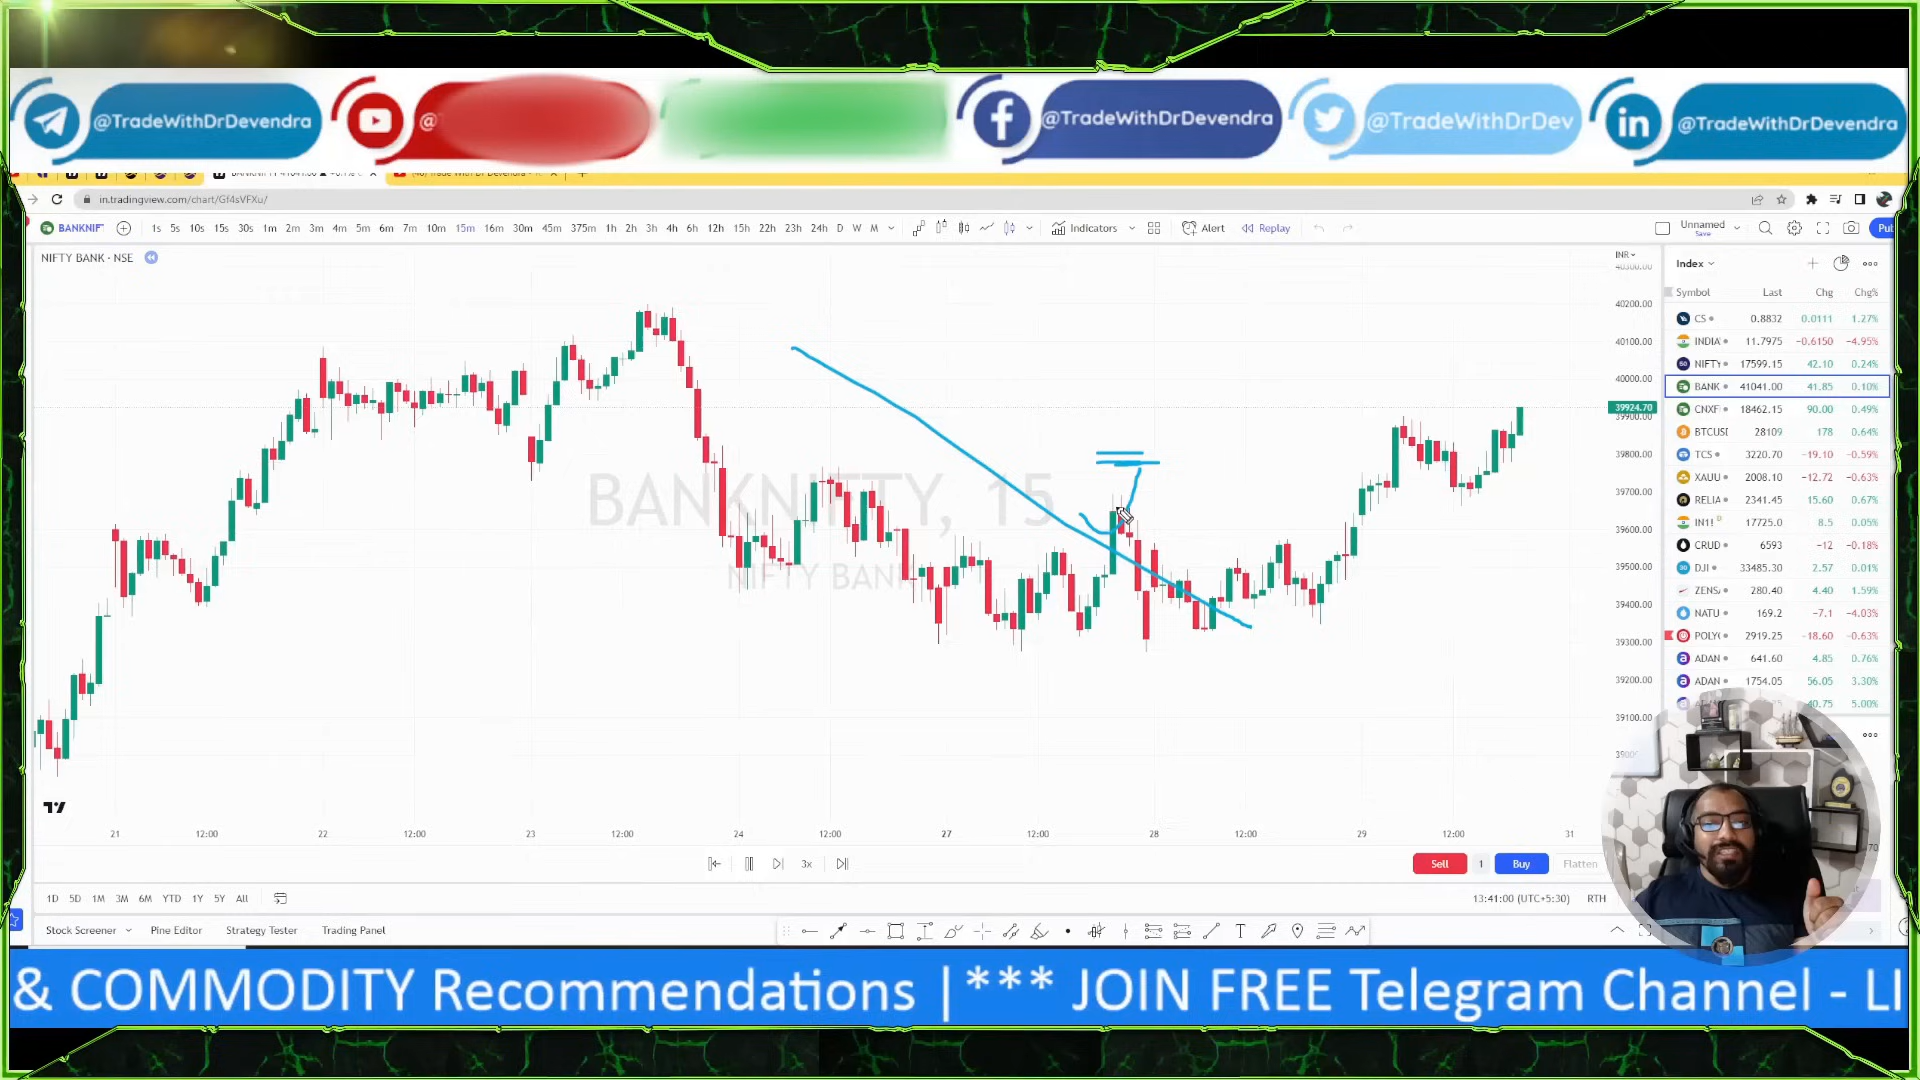 @TradeWithDrDevendra @ @TradeWithDrDevendra @TradeWithDrDev @TradeWithDrDevendra
in.tradingview.com/chart/Gf4sVFXu/
BANKNIF 1s 5s 10s 15s 30s 1m 2m 3m 4m 5m 6m 7m 10m 15m 16m 30m 45m 375m 1h 2h 3h 4h 6h 12h 15h 22h 23h 24h D W M Indicators Alert Replay Unnamed Save Pu
NIFTY BANK · NSE
INR
Index
Symbol Last Chg Chg%
CS 0.8832 0.0111 1.27%
INDIA 11.7975 −0.6150 −4.95%
NIFTY 17599.15 42.10 0.24%
BANK 41041.00 41.85 0.10%
CNXF 18462.15 90.00 0.49%
BTCUSI 28109 178 0.64%
TCS 3220.70 −19.10 −0.59%
XAUU 2008.10 −12.72 −0.63%
RELIA 2341.45 15.60 0.67%
IN1! D 17725.0 8.5 0.05%
CRUD 6593 −12 −0.18%
DJI 33485.30 2.57 0.01%
ZENS 280.40 4.40 1.59%
NATU 169.2 −7.1 −4.03%
POLY 2919.25 −18.60 −0.63%
ADAN 641.60 4.85 0.76%
ADAN 1754.05 56.05 3.30%
40.75 5.00%
40300.00
40200.00
40100.00
40000.00
39924.70
39900.00
39800.00
39700.00
39600.00
39500.00
39400.00
39300.00
39200.00
39100.00
BANKNIFTY, 15
NIFTY BANK
21 12:00 22 12:00 23 12:00 24 12:00 27 12:00 28 12:00 29 12:00 31
3x
Sell 1 Buy Flatten
1D 5D 1M 3M 6M YTD 1Y 5Y All
13:41:00 (UTC+5:30) RTH
Stock Screener Pine Editor Strategy Tester Trading Panel
& COMMODITY Recommendations |*** JOIN FREE Telegram Channel - LI